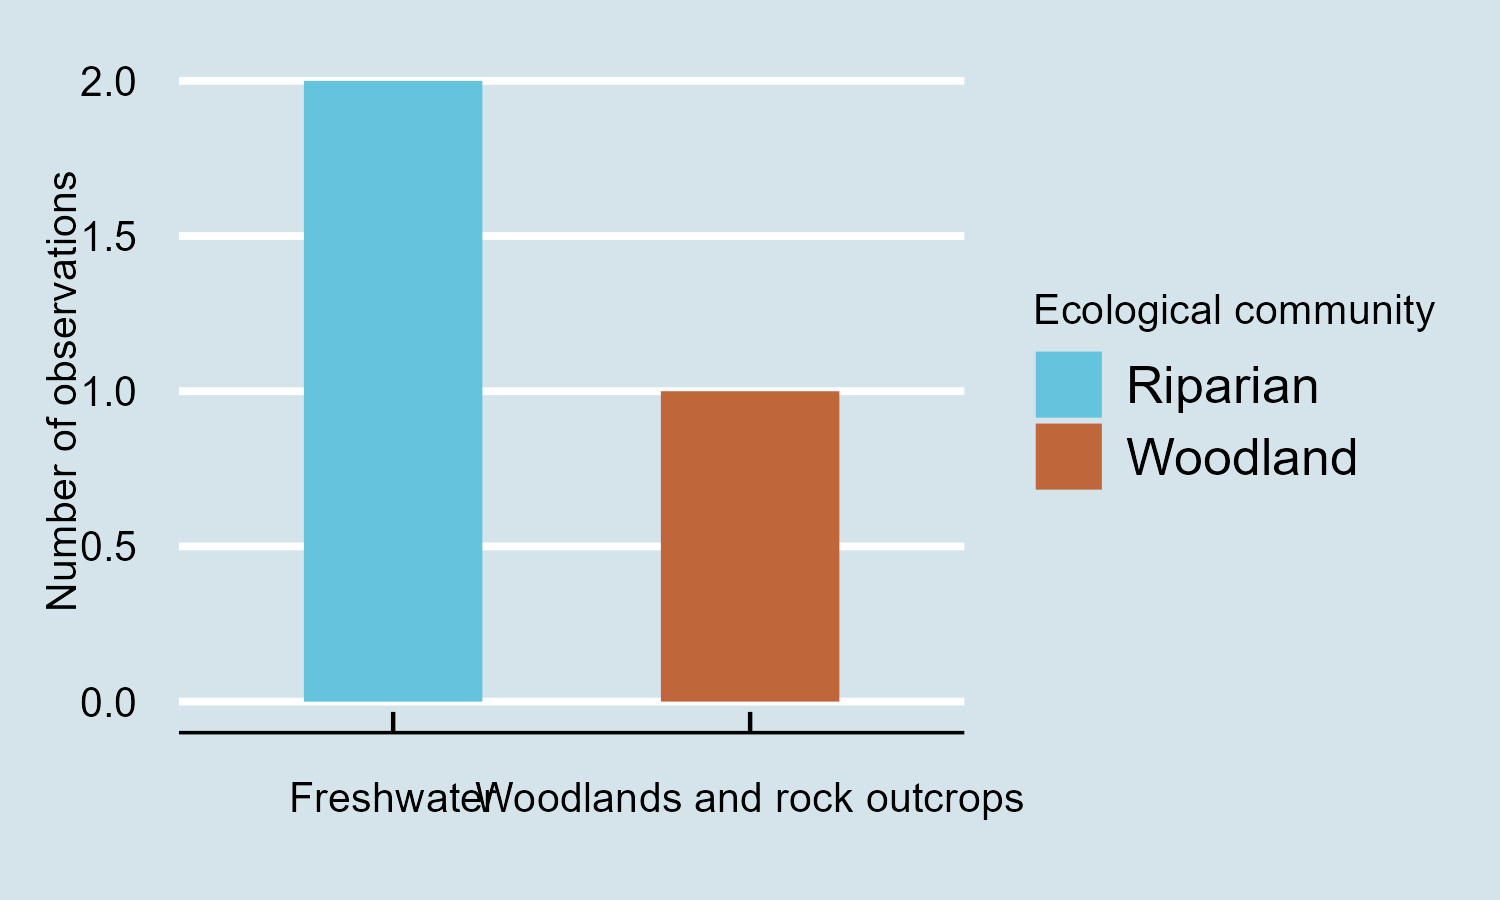 Number of observations
2.0
1.5
1.0
0.5
0.0
Freshwater
Woodlands and rock outcrops
Ecological community
Riparian
Woodland